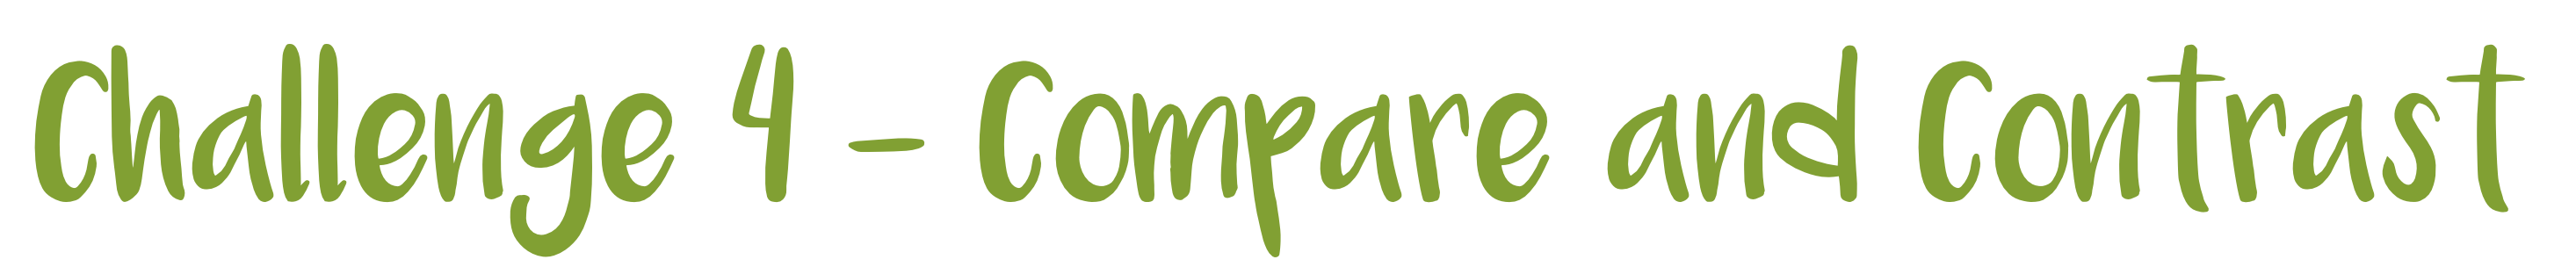 Challenge 4 – Compare and Contrast